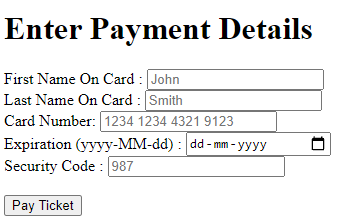 Enter Payment Details
First Name On Card : John
Last Name On Card : Smith
Card Number: 1234 1234 4321 9123
Expiration (yyyy-MM-dd) : dd-mm-yyyy
Security Code : 987
Pay Ticket